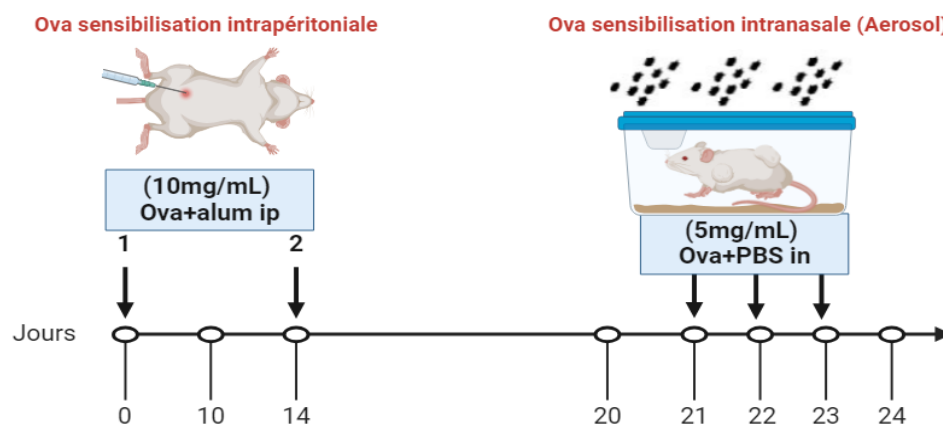 Ova sensibilisation intrapéritoniale
Ova sensibilisation intranasale (Aerosol)
(10mg/mL)
Ova+alum ip
(5mg/mL)
Ova+PBS in
1
2
Jours
0
10
14
20
21
22
23
24